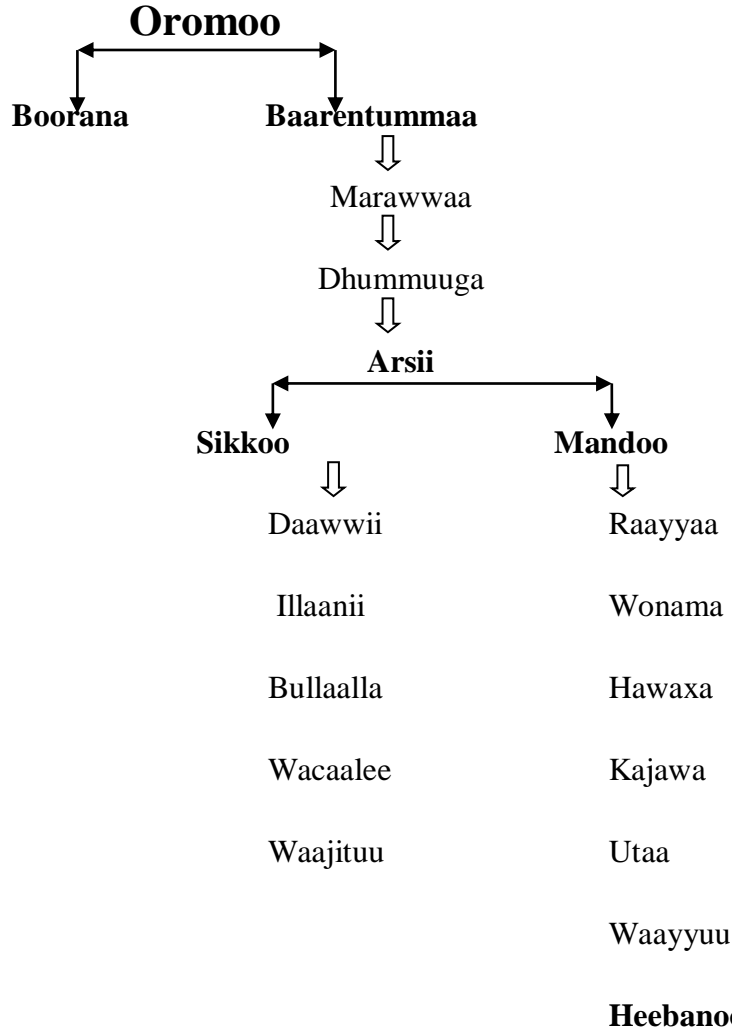 Oromoo
Boorana Baarentummaa
Marawwaa
Dhummuuga
Arsii
Sikkoo Mandoo
Daawwii Raayyaa
Illaanii Wonama
Bullaalla Hawaxa
Wacaalee Kajawa
Waajituu Utaa
Waayyuu